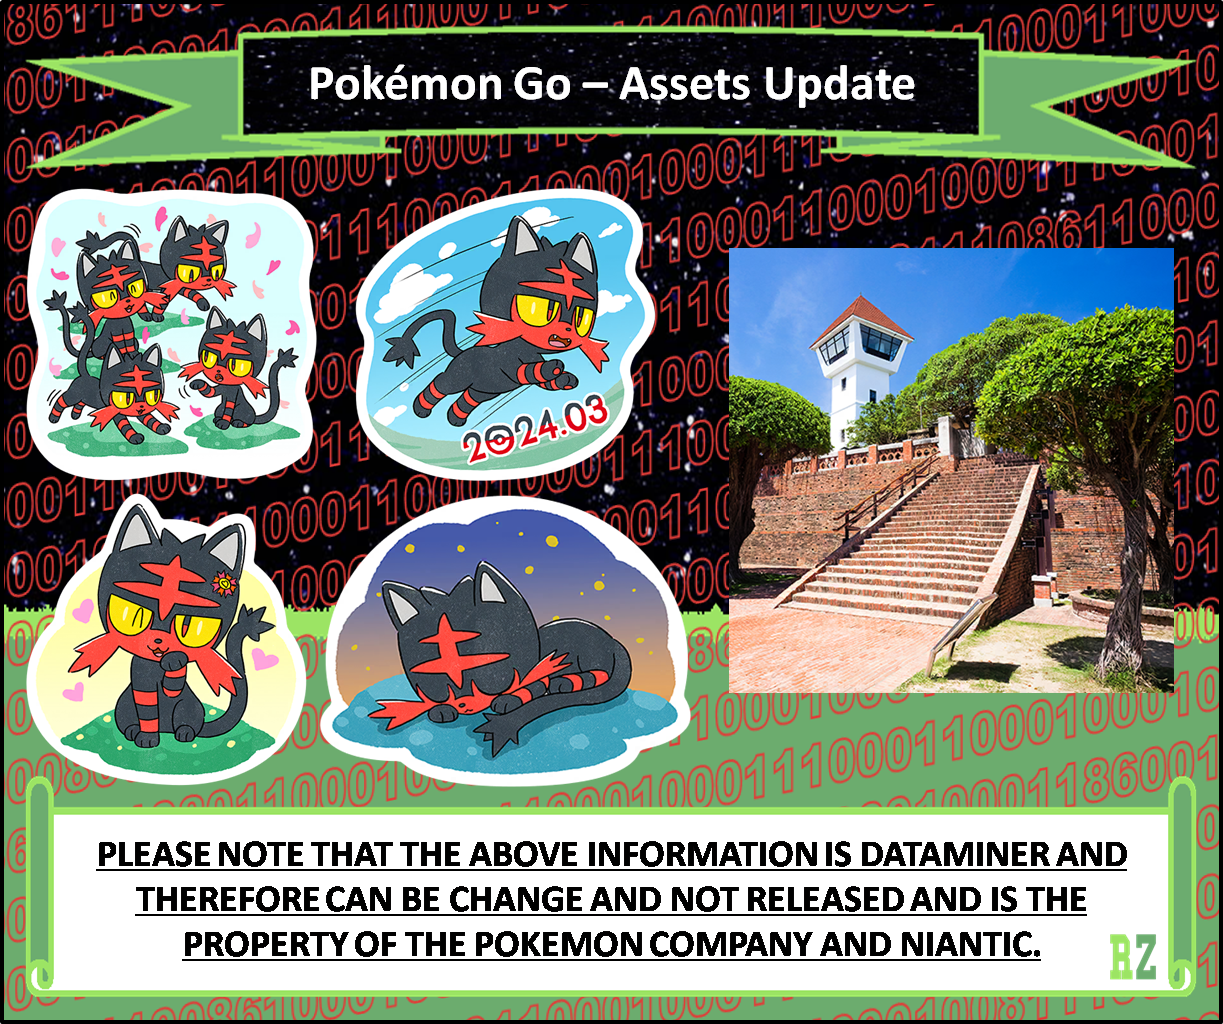 Pokémon Go – Assets Update
2024.03
PLEASE NOTE THAT THE ABOVE INFORMATION IS DATAMINER AND
THEREFORE CAN BE CHANGE AND NOT RELEASED AND IS THE
PROPERTY OF THE POKEMON COMPANY AND NIANTIC.
RZ